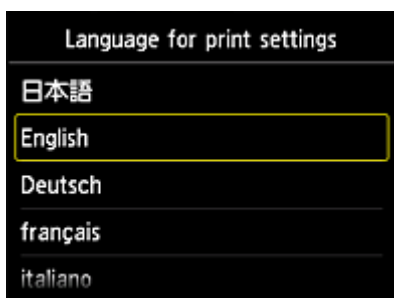 Language for print settings
日本語
English
Deutsch
français
italiano